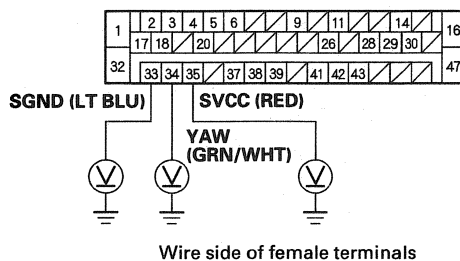 1 2 3 4 5 6 9 11 14 16
17 18 20 26 28 29 30
32 33 34 35 37 38 39 41 42 43 47
SGND (LT BLU) SVCC (RED)
YAW
(GRN/WHT)
V V V
Wire side of female terminals